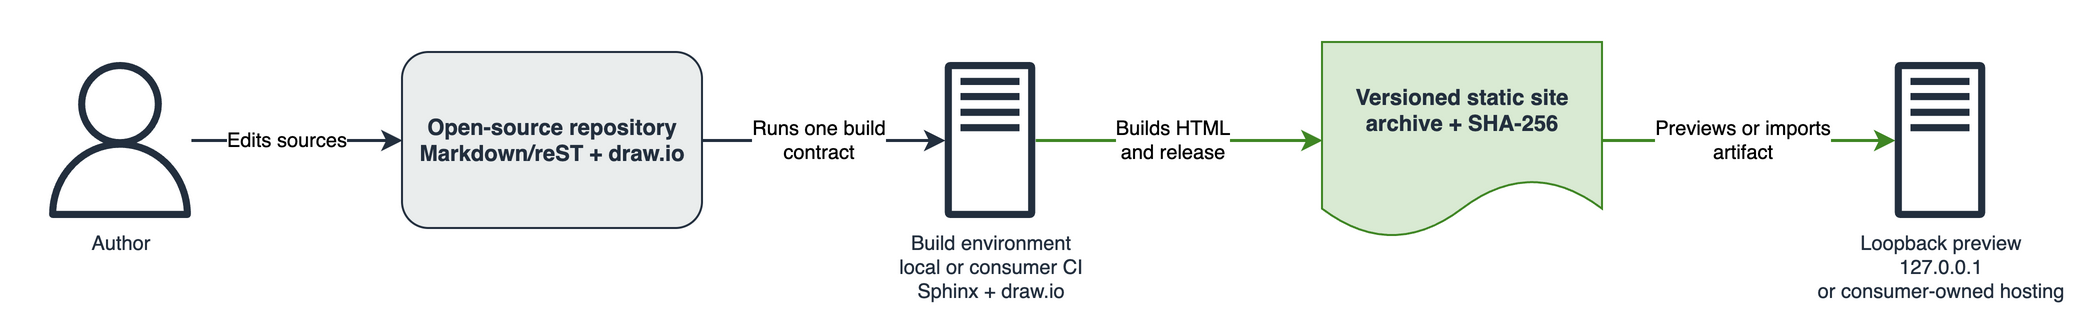 Author
Edits sources
Open-source repository
Markdown/reST + draw.io
Runs one build
contract
Build environment
local or consumer CI
Sphinx + draw.io
Builds HTML
and release
Versioned static site
archive + SHA-256
Previews or imports
artifact
Loopback preview
127.0.0.1
or consumer-owned hosting